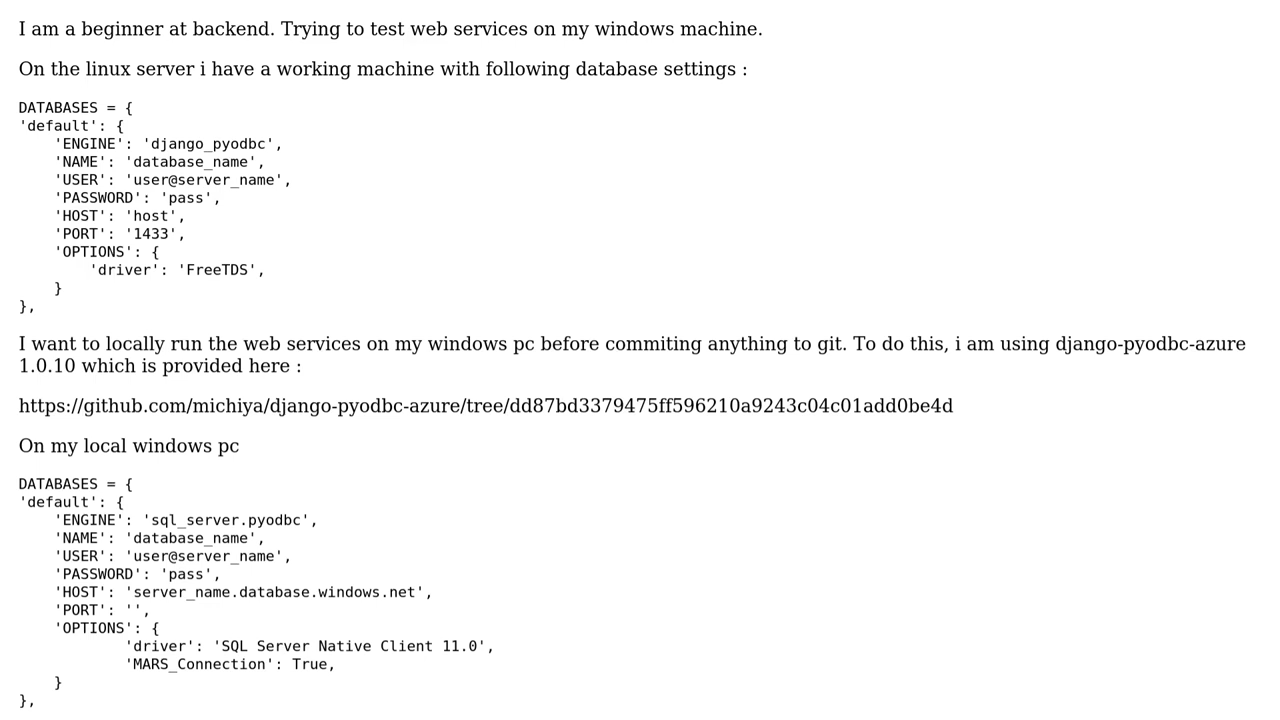 I am a beginner at backend. Trying to test web services on my windows machine.
On the linux server i have a working machine with following database settings :
DATABASES = {
'default': {
    'ENGINE': 'django_pyodbc',
    'NAME': 'database_name',
    'USER': 'user@server_name',
    'PASSWORD': 'pass',
    'HOST': 'host',
    'PORT': '1433',
    'OPTIONS': {
        'driver': 'FreeTDS',
    }
},
I want to locally run the web services on my windows pc before commiting anything to git. To do this, i am using django-pyodbc-azure
1.0.10 which is provided here :
https://github.com/michiya/django-pyodbc-azure/tree/dd87bd3379475ff596210a9243c04c01add0be4d
On my local windows pc
DATABASES = {
'default': {
    'ENGINE': 'sql_server.pyodbc',
    'NAME': 'database_name',
    'USER': 'user@server_name',
    'PASSWORD': 'pass',
    'HOST': 'server_name.database.windows.net',
    'PORT': '',
    'OPTIONS': {
            'driver': 'SQL Server Native Client 11.0',
            'MARS_Connection': True,
    }
},